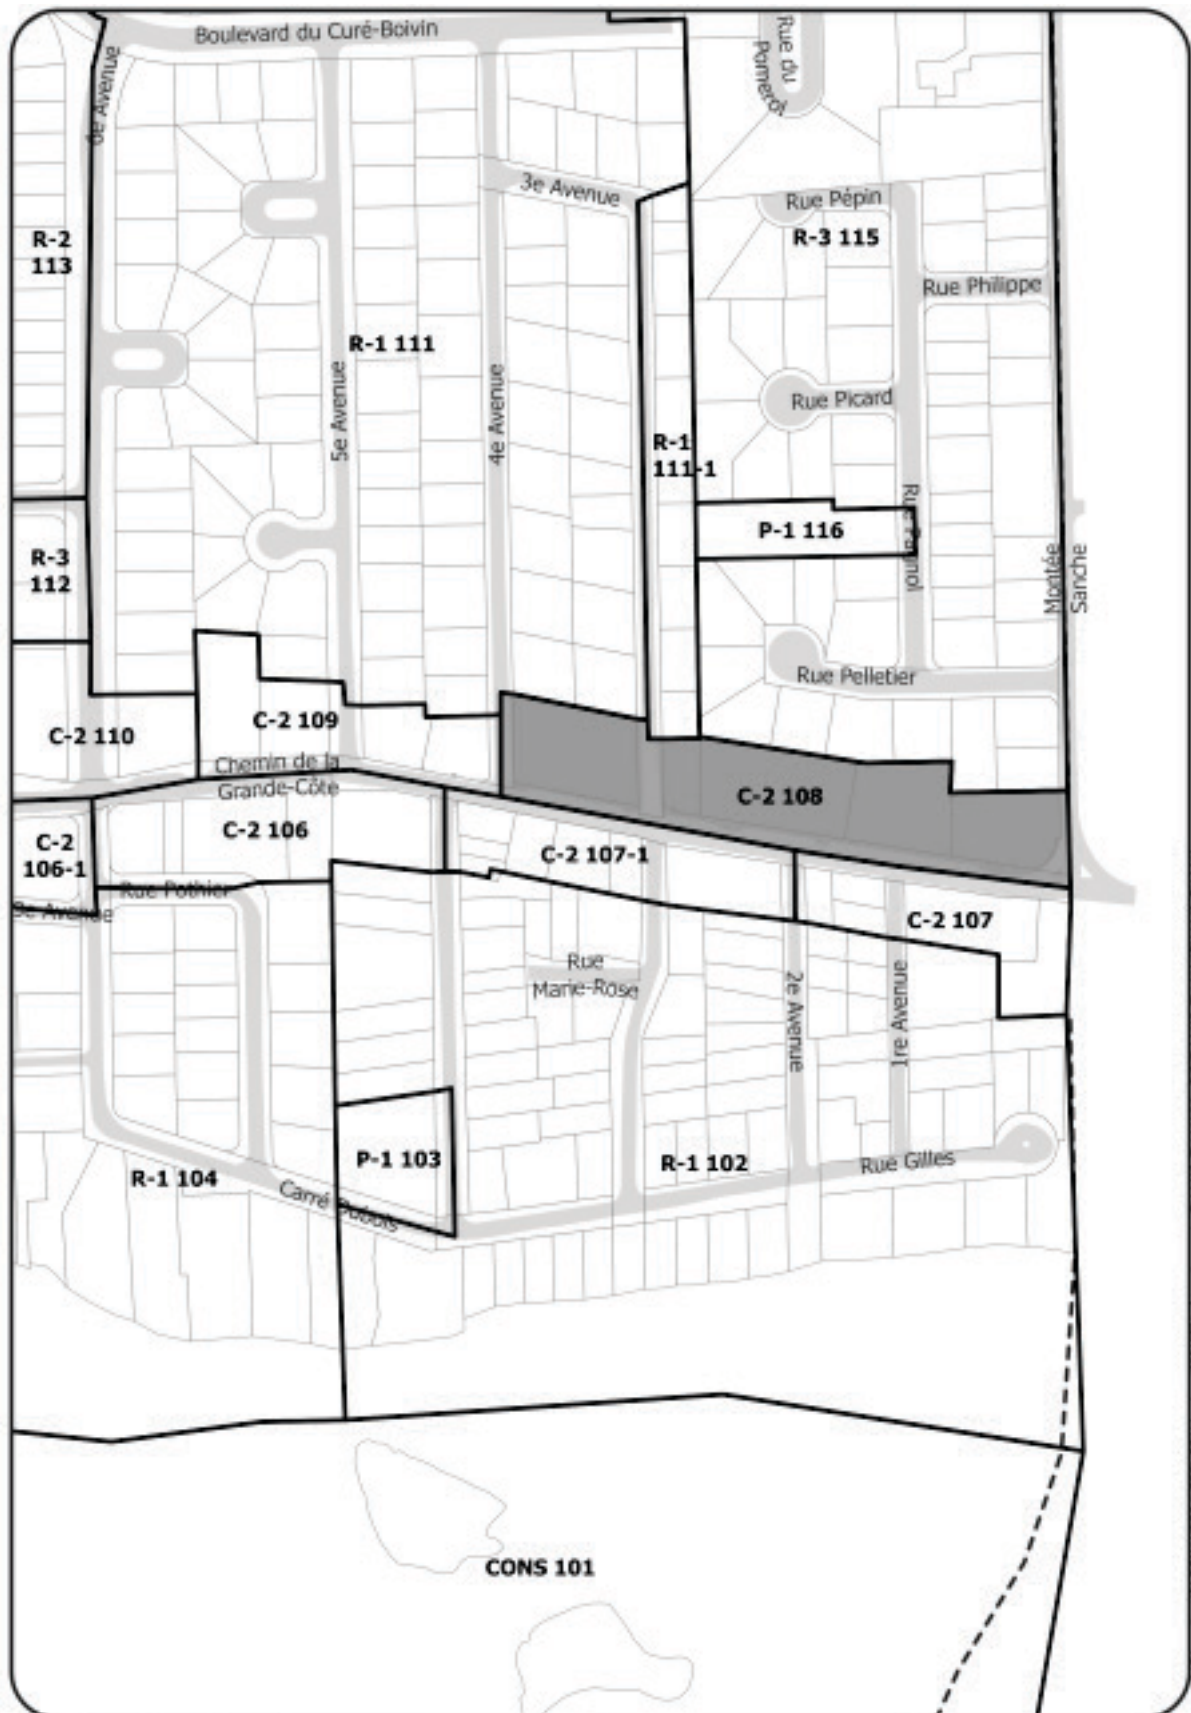 Boulevard du Curé-Boivin
Rue du
Pomerol
6e Avenue
3e Avenue
Rue Pépin
R-3 115
R-2
113
Rue Philippe
R-1 111
5e Avenue
4e Avenue
Rue Picard
R-1
111-1
P-1 116
Rue Pagnol
R-3
112
Montée
Sanche
Rue Pelletier
C-2 110
C-2 109
Chemin de la
Grande-Côte
C-2 108
C-2 106
C-2
106-1
C-2 107-1
Rue Pothier
9e Avenue
C-2 107
Rue
Marie-Rose
2e Avenue
1re Avenue
P-1 103
R-1 102
Rue Gilles
R-1 104
Carré Dubois
CONS 101